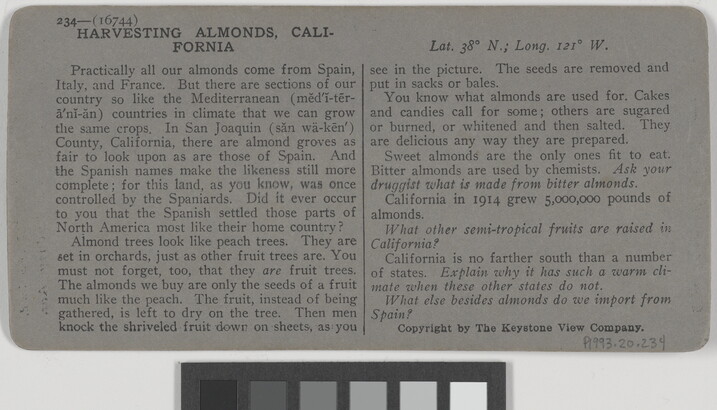 234—(16744)
HARVESTING ALMONDS, CALI-
FORNIA
Practically all our almonds come from Spain,
Italy, and France. But there are sections of our
country so like the Mediterranean (mĕd'ĭ-tĕr-
ā'nĭ-ăn) countries in climate that we can grow
the same crops. In San Joaquin (săn wä-kēn')
County, California, there are almond groves as
fair to look upon as are those of Spain. And
the Spanish names make the likeness still more
complete; for this land, as you know, was once
controlled by the Spaniards. Did it ever occur
to you that the Spanish settled those parts of
North America most like their home country?
Almond trees look like peach trees. They are
set in orchards, just as other fruit trees are. You
must not forget, too, that they are fruit trees.
The almonds we buy are only the seeds of a fruit
much like the peach. The fruit, instead of being
gathered, is left to dry on the tree. Then men
knock the shriveled fruit down on sheets, as you
Lat. 38° N.; Long. 121° W.
see in the picture. The seeds are removed and
put in sacks or bales.
You know what almonds are used for. Cakes
and candies call for some; others are sugared
or burned, or whitened and then salted. They
are delicious any way they are prepared.
Sweet almonds are the only ones fit to eat.
Bitter almonds are used by chemists. Ask your
druggist what is made from bitter almonds.
California in 1914 grew 5,000,000 pounds of
almonds.
What other semi-tropical fruits are raised in
California?
California is no farther south than a number
of states. Explain why it has such a warm cli-
mate when these other states do not.
What else besides almonds do we import from
Spain?
Copyright by The Keystone View Company.
A993.20.234